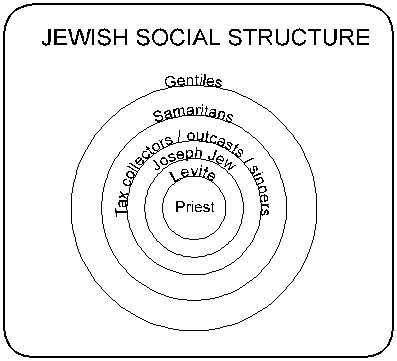 JEWISH SOCIAL STRUCTURE
Gentiles
Samaritans
Tax collectors / outcasts / sinners
Joseph Jew
Levite
Priest